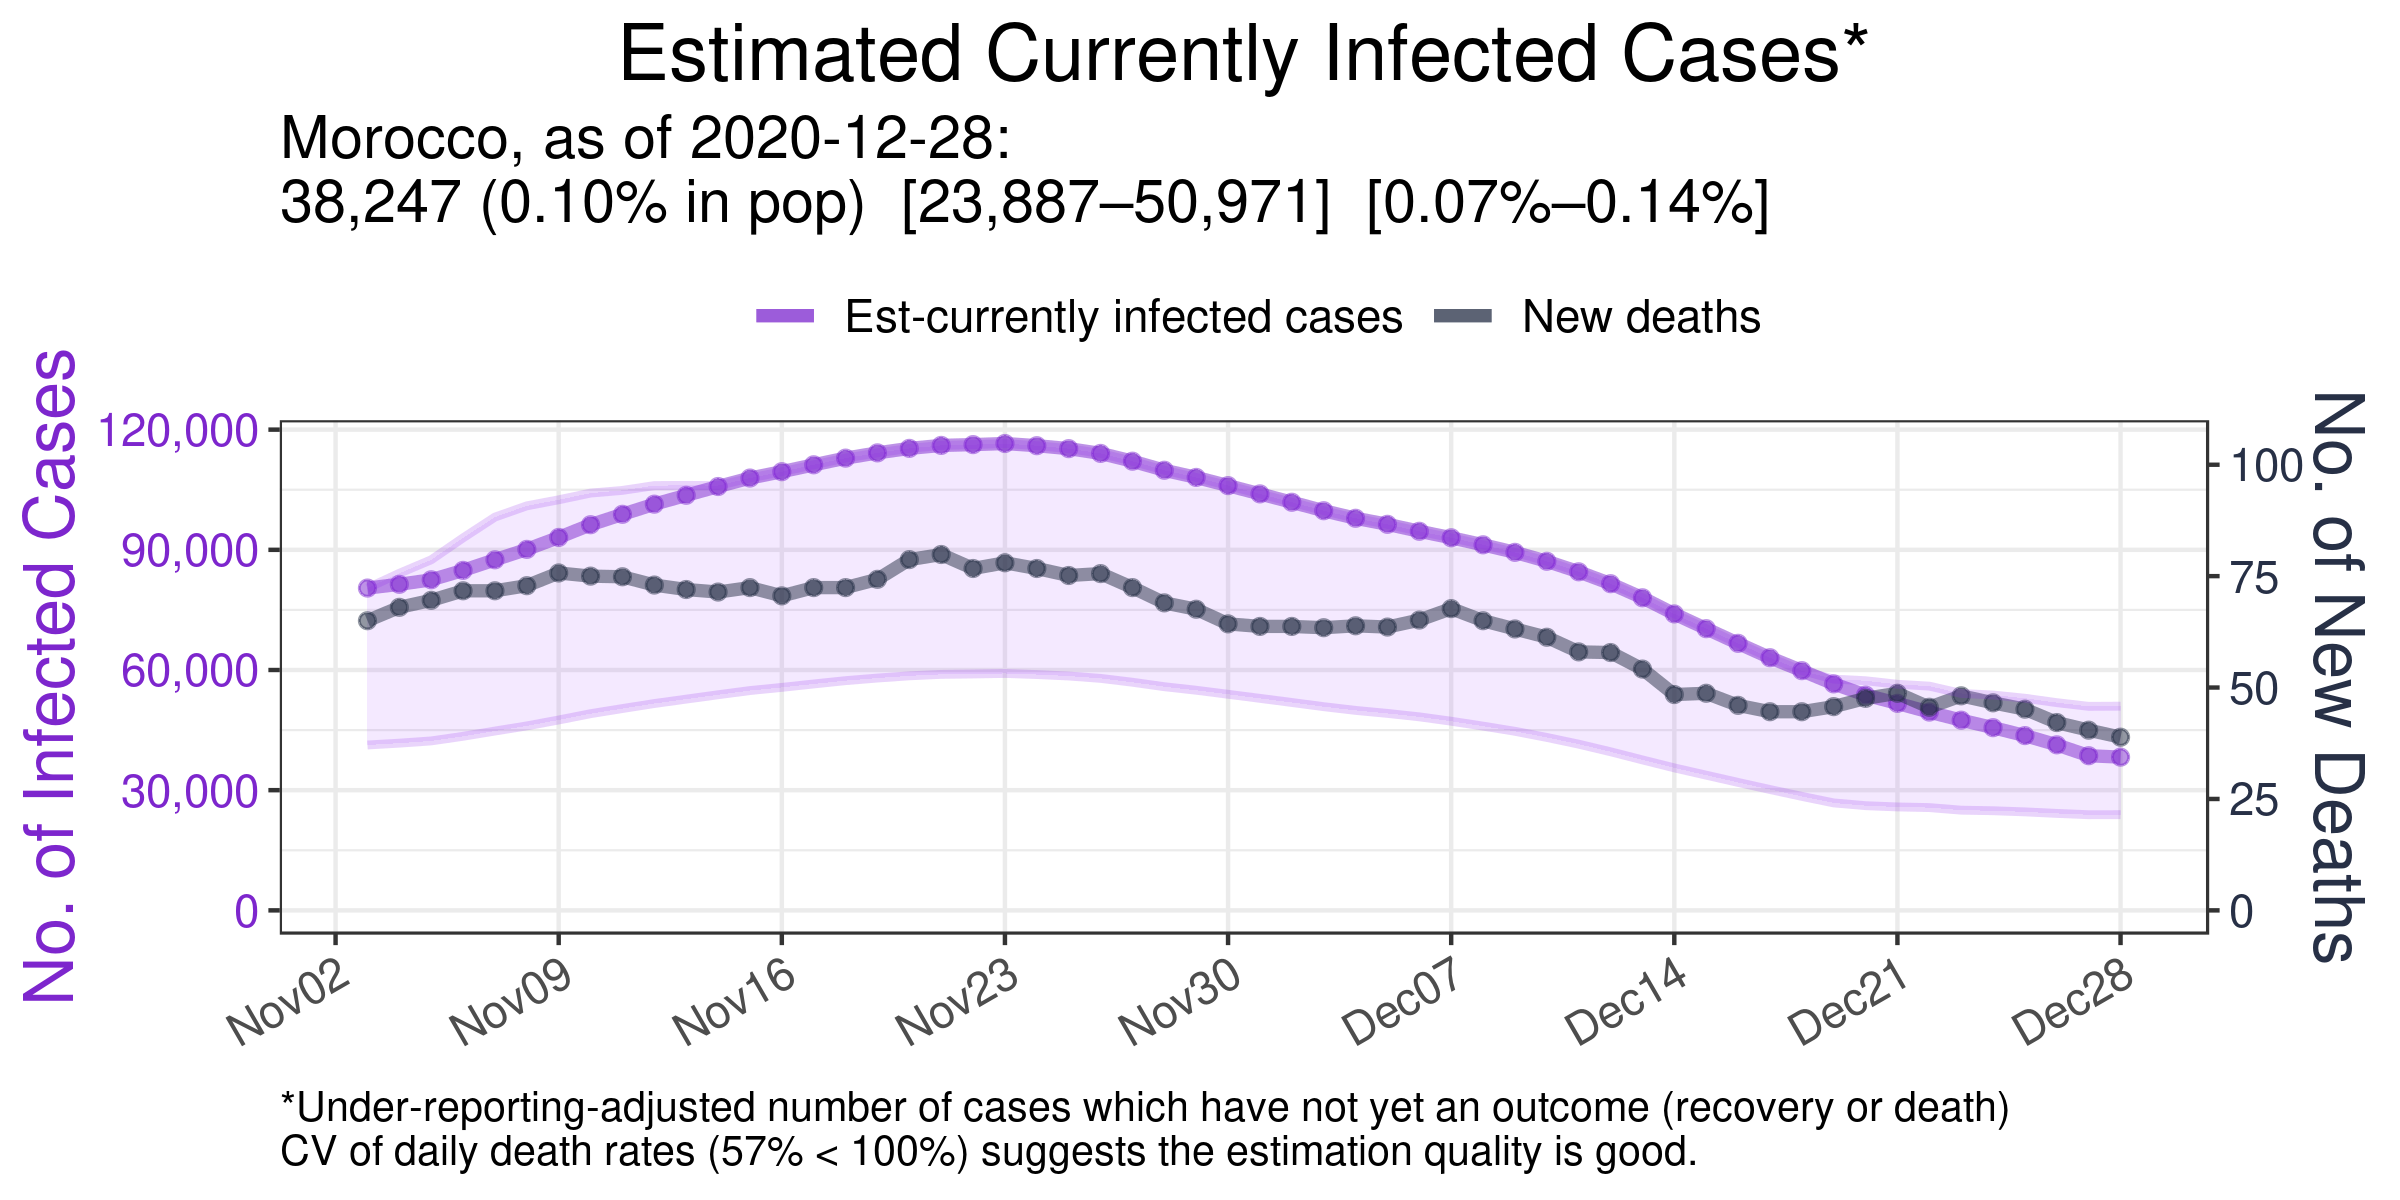 Estimated Currently Infected Cases*
Morocco, as of 2020-12-28:
38,247 (0.10% in pop)  [23,887–50,971]  [0.07%–0.14%]
Est-currently infected cases
New deaths
No. of Infected Cases
120,000
90,000
60,000
30,000
0
100
75
50
25
0
No. of New Deaths
Nov02
Nov09
Nov16
Nov23
Nov30
Dec07
Dec14
Dec21
Dec28
*Under-reporting-adjusted number of cases which have not yet an outcome (recovery or death)
CV of daily death rates (57% < 100%) suggests the estimation quality is good.